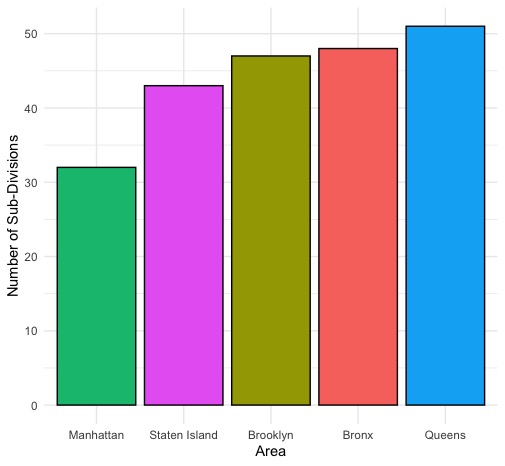 Number of Sub-Divisions
50
40
30
20
10
0
Manhattan Staten Island Brooklyn Bronx Queens
Area